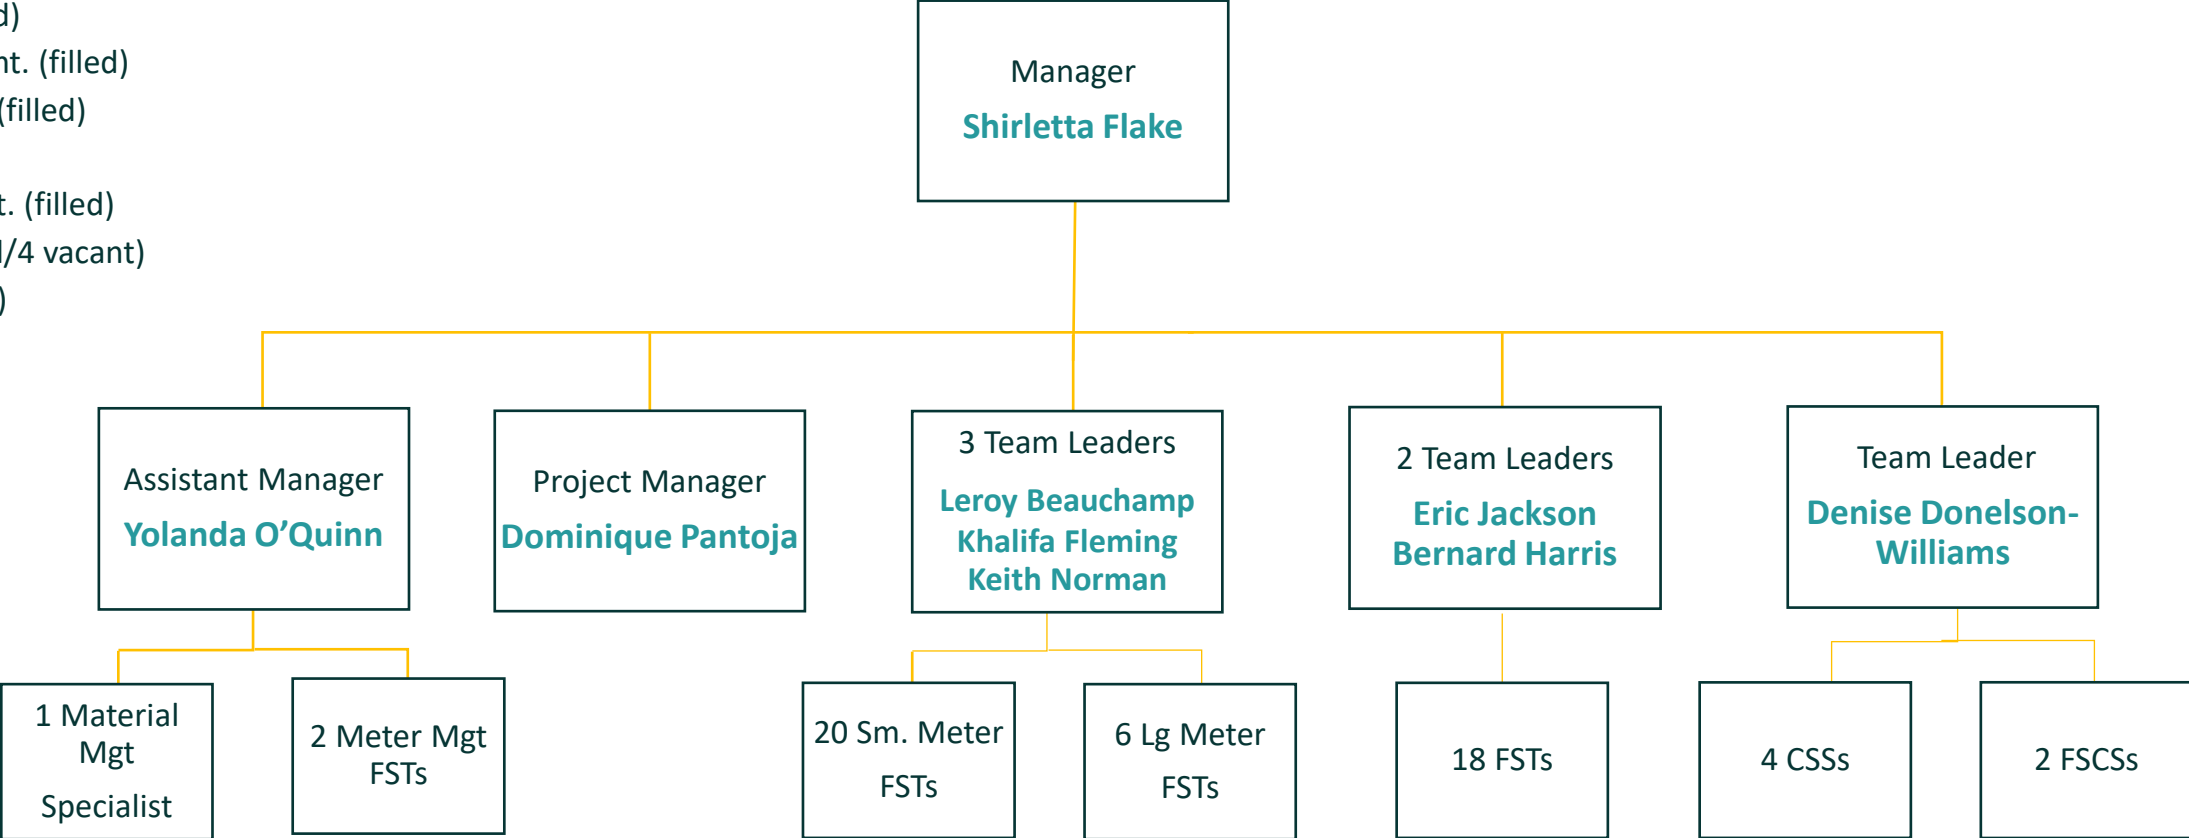 (filled)
(filled)
(filled)
/4 vacant)
Manager
Shirletta Flake
Assistant Manager
Yolanda O’Quinn
Project Manager
Dominique Pantoja
3 Team Leaders
Leroy Beauchamp
Khalifa Fleming
Keith Norman
2 Team Leaders
Eric Jackson
Bernard Harris
Team Leader
Denise Donelson-
Williams
1 Material
Mgt
Specialist
2 Meter Mgt
FSTs
20 Sm. Meter
FSTs
6 Lg Meter
FSTs
18 FSTs
4 CSSs
2 FSCSs